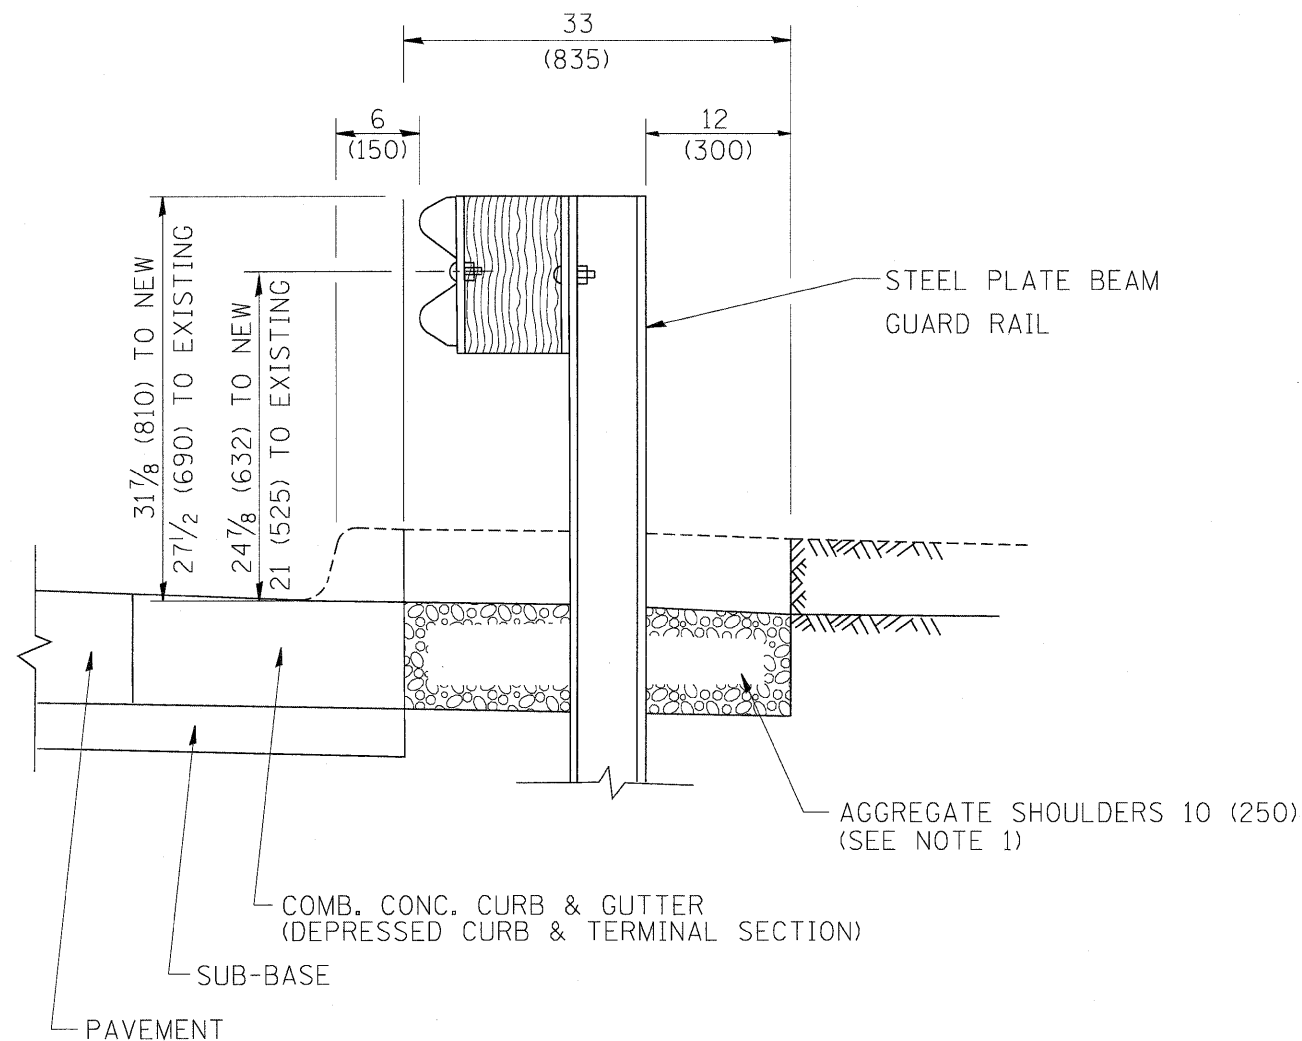 33
(835)
6
(150)
12
(300)
31⅞ (810) TO NEW
27½ (690) TO EXISTING
24⅞ (632) TO NEW
21 (525) TO EXISTING
STEEL PLATE BEAM
GUARD RAIL
AGGREGATE SHOULDERS 10 (250)
(SEE NOTE 1)
COMB. CONC. CURB & GUTTER
(DEPRESSED CURB & TERMINAL SECTION)
SUB-BASE
PAVEMENT